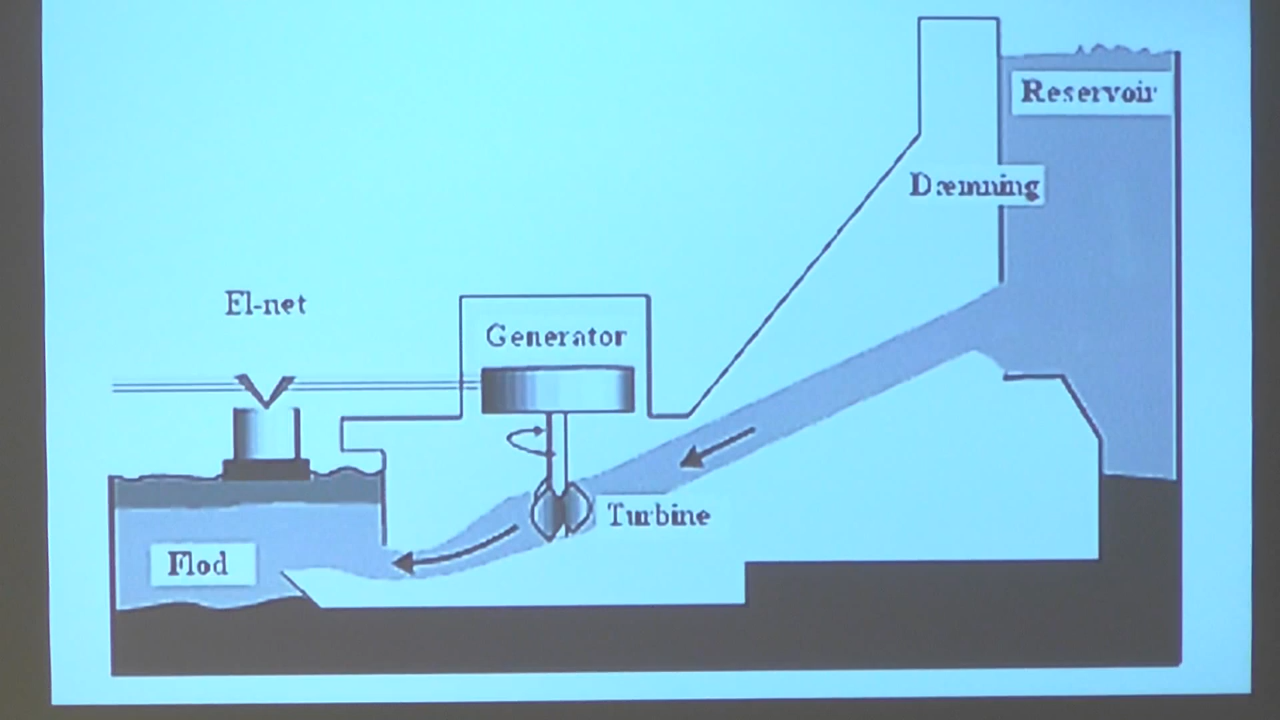 Reservoir
Dæmning
El-net
Generator
Turbine
Flod